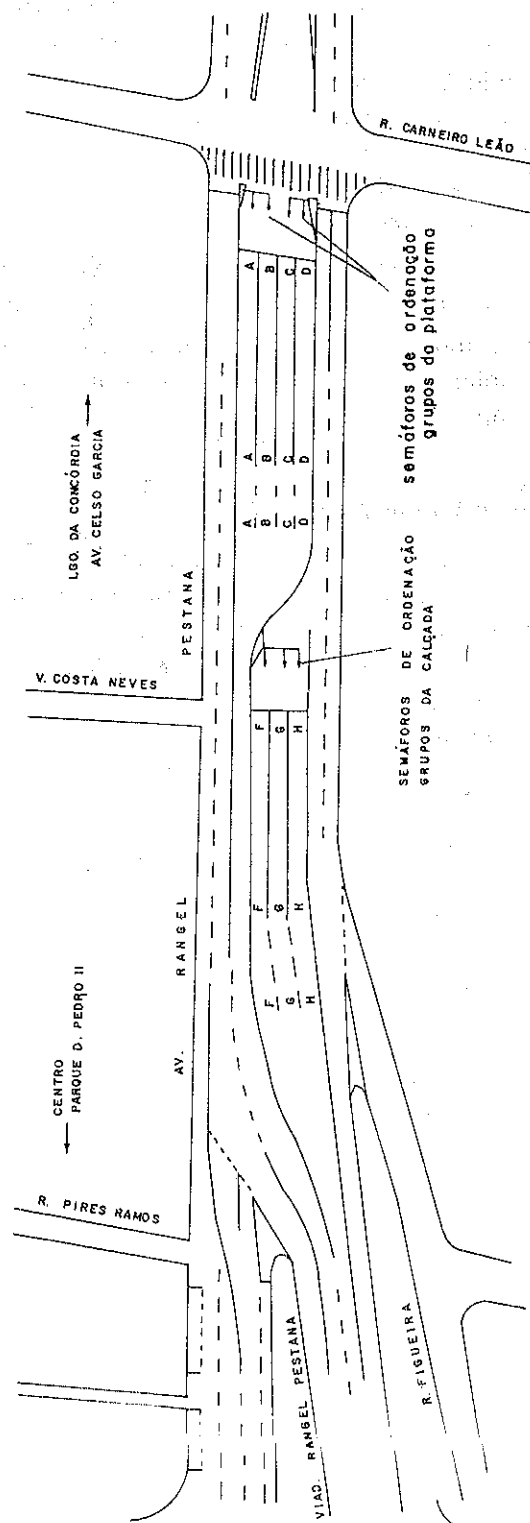 R. CARNEIRO LEÃO
semáforos de ordenação
grupos da plataforma
A
B
C
D
LGO. DA CONCÓRDIA
AV. CELSO GARCIA
A
B
C
D
A
B
C
D
PESTANA
V. COSTA NEVES
SEMÁFOROS DE ORDENAÇÃO
GRUPOS DA CALÇADA
F
G
H
RANGEL
F
G
H
F
G
H
AV.
CENTRO
PARQUE D. PEDRO II
R. PIRES RAMOS
VIAD. RANGEL PESTANA
R. FIGUEIRA